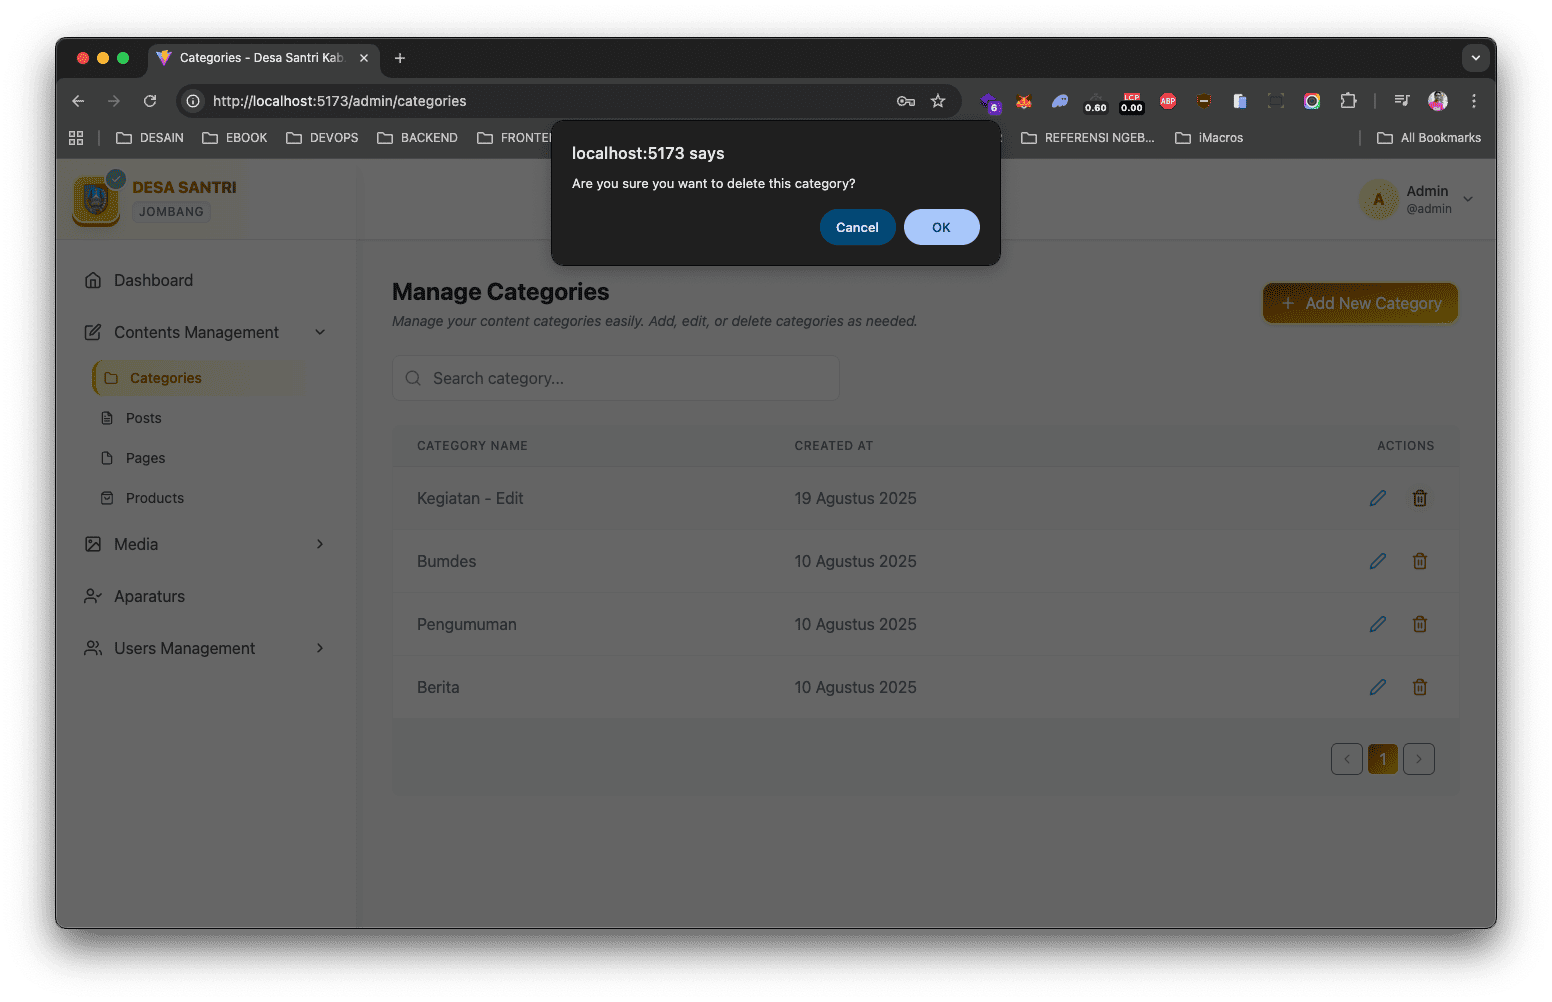 Categories - Desa Santri Kab
http://localhost:5173/admin/categories
6
0.60
LCP
0.00
ABP
DESAIN
EBOOK
DEVOPS
BACKEND
REFERENSI NGEB...
iMacros
All Bookmarks
localhost:5173 says
Are you sure you want to delete this category?
Cancel
OK
DESA SANTRI
JOMBANG
A
Admin
@admin
Dashboard
Contents Management
Categories
Posts
Pages
Products
Media
Aparaturs
Users Management
Manage Categories
Manage your content categories easily. Add, edit, or delete categories as needed.
+ Add New Category
Search category...
CATEGORY NAME CREATED AT ACTIONS
Kegiatan - Edit 19 Agustus 2025
Bumdes 10 Agustus 2025
Pengumuman 10 Agustus 2025
Berita 10 Agustus 2025
1